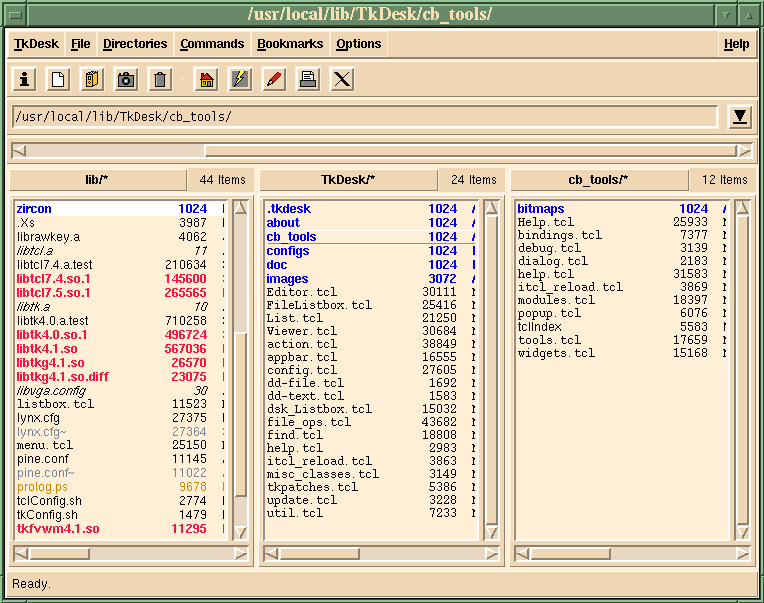 /usr/local/lib/TkDesk/cb_tools/
TkDesk File Directories Commands Bookmarks Options Help
/usr/local/lib/TkDesk/cb_tools/
lib/* 44 Items
zircon 1024
.Xs 3987
librawkey.a 4062
libtcl.a 11
libtcl7.4.a.test 210634
libtcl7.4.so.1 145600
libtcl7.5.so.1 265565
libtk.a 10
libtk4.0.a.test 710258
libtk4.0.so.1 496724
libtk4.1.so 567036
libtkg4.1.so 26570
libtkg4.1.so.diff 23075
libvga.config 30
listbox.tcl 11523
lynx.cfg 27375
lynx.cfg~ 27364
menu.tcl 25150
pine.conf 11145
pine.conf~ 11022
prolog.ps 9678
tclConfig.sh 2774
tkConfig.sh 1479
tkfvwm4.1.so 11295
TkDesk/* 24 Items
.tkdesk 1024
about 1024
cb_tools 1024
configs 1024
doc 1024
images 3072
Editor.tcl 30111
FileListbox.tcl 25416
List.tcl 21250
Viewer.tcl 30684
action.tcl 38849
appbar.tcl 16555
config.tcl 27605
dd-file.tcl 1692
dd-text.tcl 1583
dsk_Listbox.tcl 15032
file_ops.tcl 43682
find.tcl 18808
help.tcl 2983
itcl_reload.tcl 3863
misc_classes.tcl 3149
tkpatches.tcl 5386
update.tcl 3228
util.tcl 7233
cb_tools/* 12 Items
bitmaps 1024
Help.tcl 25933
bindings.tcl 7377
debug.tcl 3139
dialog.tcl 2183
help.tcl 31583
itcl_reload.tcl 3869
modules.tcl 18397
popup.tcl 6076
tclIndex 5583
tools.tcl 17659
widgets.tcl 15168
Ready.